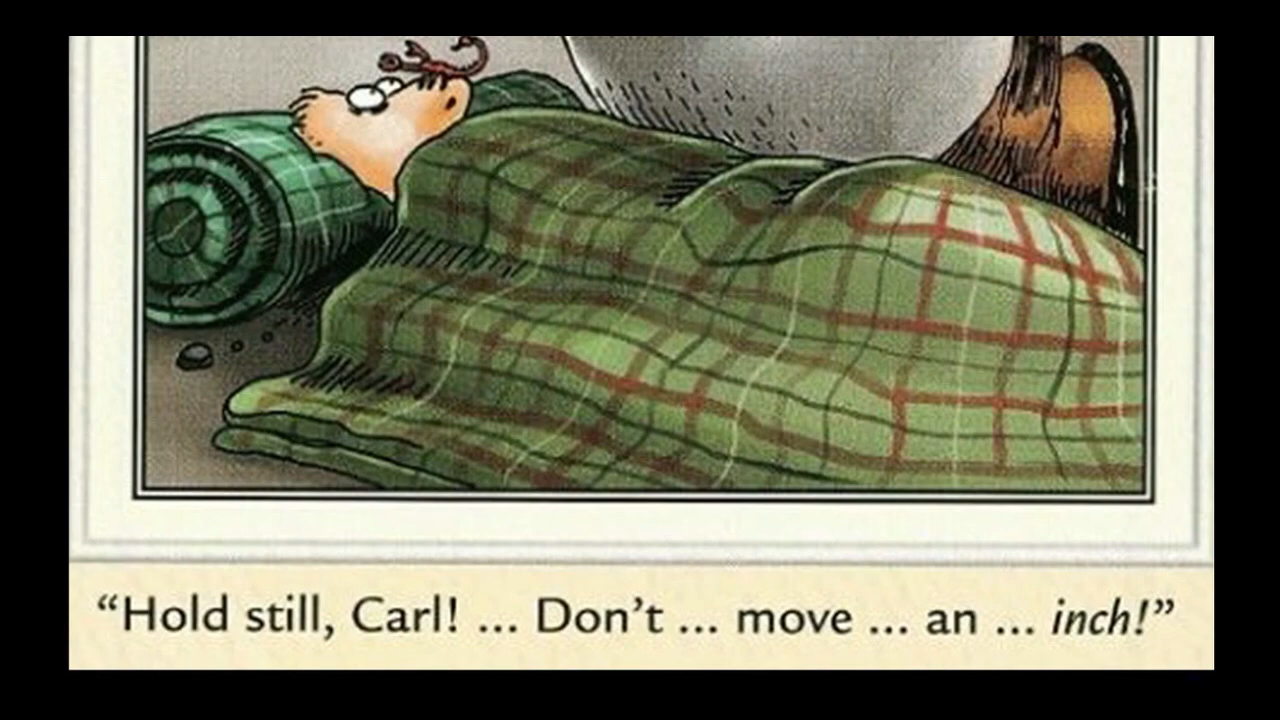 “Hold still, Carl! ... Don’t ... move ... an ... inch!”